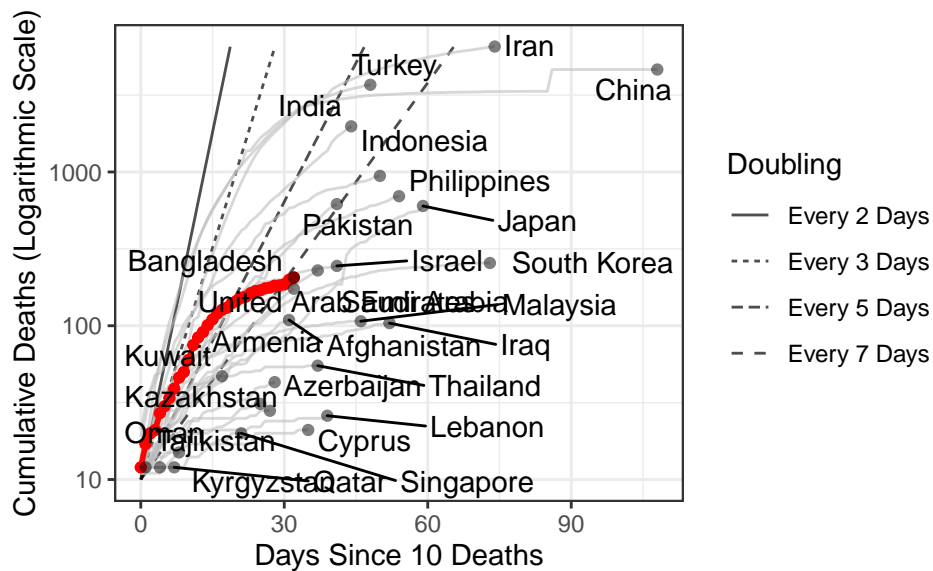 Cumulative Deaths (Logarithmic Scale)
1000
100
10
0
30
60
90
Days Since 10 Deaths
Iran
Turkey
China
India
Indonesia
Philippines
Pakistan
Japan
Bangladesh
Israel
South Korea
United Arab Emirates
Saudi Arabia
Malaysia
Kuwait
Armenia
Afghanistan
Iraq
Kazakhstan
Azerbaijan
Thailand
Oman
Tajikistan
Cyprus
Lebanon
Kyrgyzstan
Qatar
Singapore
Doubling
Every 2 Days
Every 3 Days
Every 5 Days
Every 7 Days